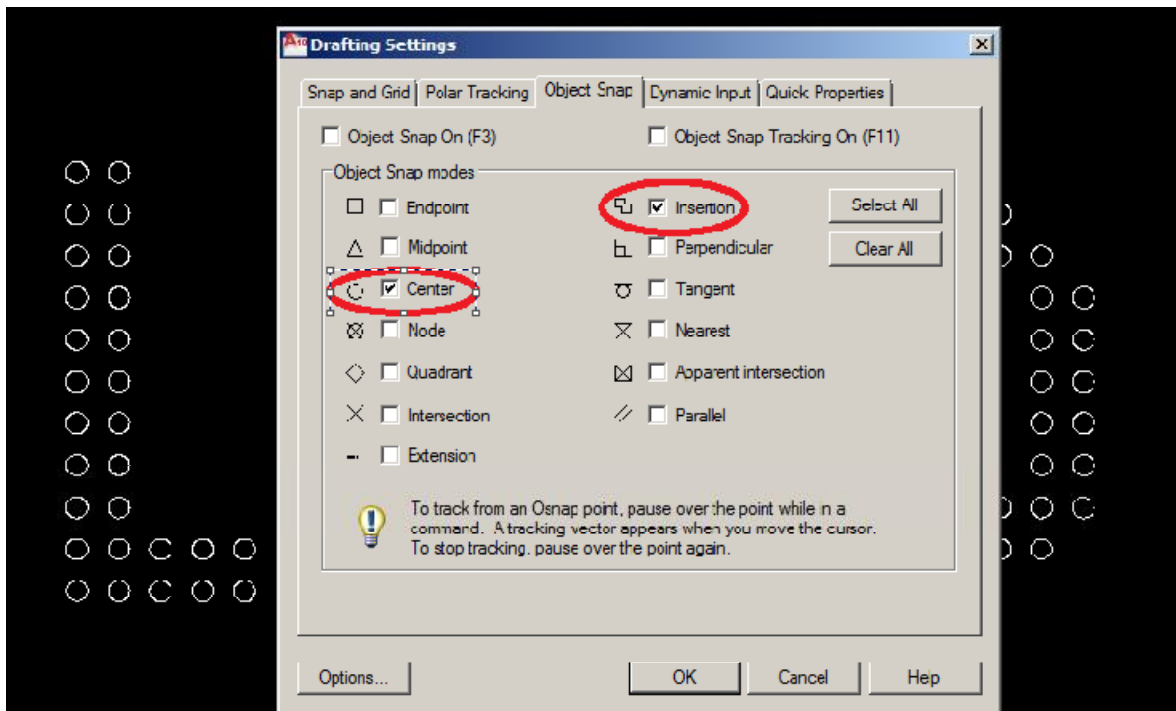 Drafting Settings
Snap and Grid Polar Tracking Object Snap Dynamic Input Quick Properties
Object Snap On (F3) Object Snap Tracking On (F11)
Object Snap modes
Endpoint Insertion Select All
Midpoint Perpendicular Clear All
Center Tangent
Node Nearest
Quadrant Apparent intersection
Intersection Parallel
Extension
To track from an Osnap point, pause over the point while in a
command. A tracking vector appears when you move the cursor.
To stop tracking, pause over the point again.
Options... OK Cancel Help